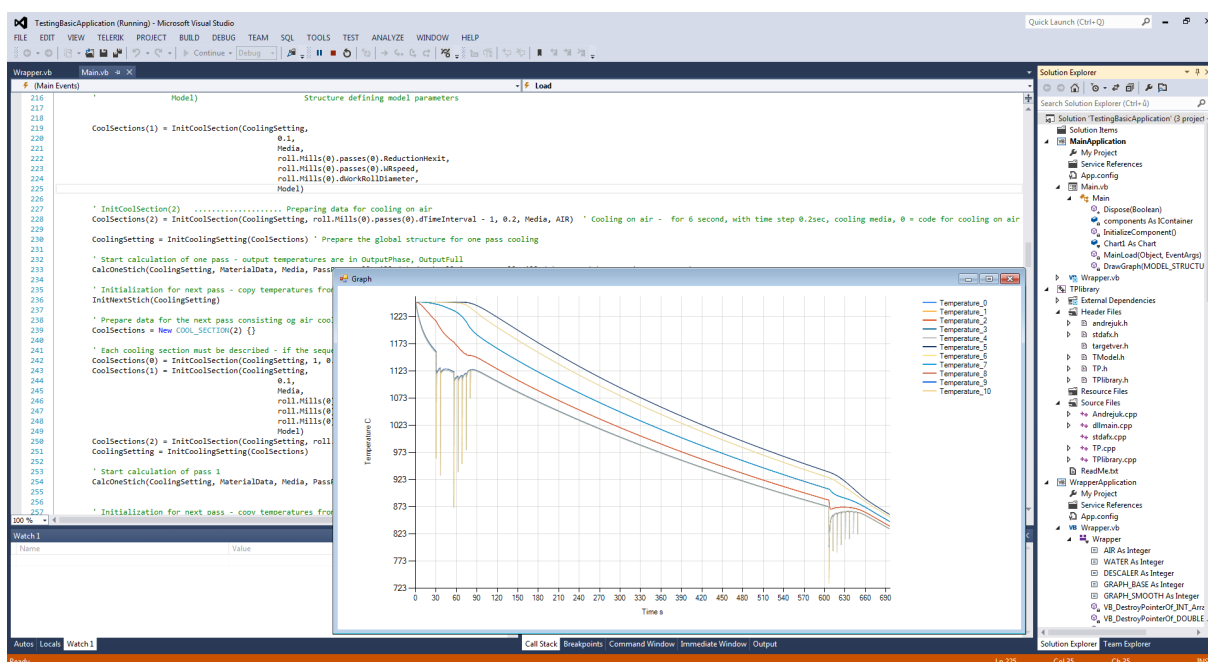 TestingBasicApplication (Running) - Microsoft Visual Studio
Quick Launch (Ctrl+Q)
FILE EDIT VIEW TELERIK PROJECT BUILD DEBUG TEAM SQL TOOLS TEST ANALYZE WINDOW HELP
Continue Debug
Wrapper.vb Main.vb
(Main Events) Load
216 ' Model) Structure defining model parameters
217
218
219 CoolSections(1) = InitCoolSection(CoolingSetting,
220 0.1,
221 Media,
222 roll.Mills(0).passes(0).ReductionHexit,
223 roll.Mills(0).passes(0).WRspeed,
224 roll.Mills(0).dWorkRollDiameter,
225 Model)
226
227 ' InitCoolSection(2) .................... Preparing data for cooling on air
228 CoolSections(2) = InitCoolSection(CoolingSetting, roll.Mills(0).passes(0).dTimeInterval - 1, 0.2, Media, AIR) ' Cooling on air - for 6 second, with time step 0.2sec, cooling media, 0 = code for cooling on air
229
230 CoolingSetting = InitCoolingSetting(CoolSections) ' Prepare the global structure for one pass cooling
231
232 ' Start calculation of one pass - output temperatures are in OutputPhase, OutputFull
233 CalcOneStich(CoolingSetting, MaterialData, Media,
234
235 ' Initialization for next pass - copy temperatures
236 InitNextStich(CoolingSetting)
237
238 ' Prepare data for the next pass consisting og air
239 CoolSections = New COOL_SECTION(2) {}
240
241 ' Each cooling section must be described - if the
242 CoolSections(0) = InitCoolSection(CoolingSetting, 1,
243 CoolSections(1) = InitCoolSection(CoolingSetting,
244 0.1,
245 Media,
246 roll.Mills(0)
247 roll.Mills(0)
248 roll.Mills(0)
249 Model)
250 CoolSections(2) = InitCoolSection(CoolingSetting, roll.
251 CoolingSetting = InitCoolingSetting(CoolSections)
252
253 ' Start calculation of pass 1
254 CalcOneStich(CoolingSetting, MaterialData, Media,
255
256
257 ' Initialization for next pass - copy temperatures
100 %
Watch 1
Name Value
Autos Locals Watch 1
Call Stack Breakpoints Command Window Immediate Window Output
Ready
Ln 225 Col 25 Ch 25 INS
Graph
Temperature C
1223
1173
1123
1073
1023
973
923
873
823
773
723
0 30 60 90 120 150 180 210 240 270 300 330 360 390 420 450 480 510 540 570 600 630 660 690
Time s
Temperature_0
Temperature_1
Temperature_2
Temperature_3
Temperature_4
Temperature_5
Temperature_6
Temperature_7
Temperature_8
Temperature_9
Temperature_10
Solution Explorer
Search Solution Explorer (Ctrl+ů)
Solution 'TestingBasicApplication' (3 project
Solution Items
MainApplication
My Project
Service References
App.config
Main.vb
Main
Dispose(Boolean)
components As IContainer
InitializeComponent()
Chart1 As Chart
MainLoad(Object, EventArgs)
DrawGraph(MODEL_STRUCTU
Wrapper.vb
TPlibrary
External Dependencies
Header Files
andrejuk.h
stdafx.h
targetver.h
TModel.h
TP.h
TPlibrary.h
Resource Files
Source Files
Andrejuk.cpp
dllmain.cpp
stdafx.cpp
TP.cpp
TPlibrary.cpp
ReadMe.txt
WrapperApplication
My Project
Service References
App.config
Wrapper.vb
Wrapper
AIR As Integer
WATER As Integer
DESCALER As Integer
GRAPH_BASE As Integer
GRAPH_SMOOTH As Integer
VB_DestroyPointerOf_INT_Arra
VB_DestroyPointerOf_DOUBLE
Solution Explorer Team Explorer